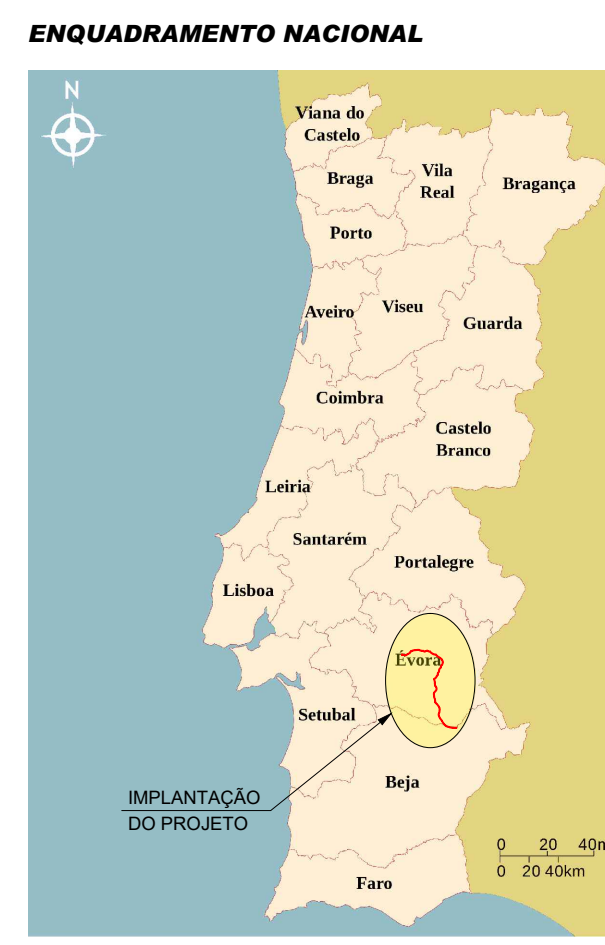 ENQUADRAMENTO NACIONAL
N
Viana do
Castelo
Braga
Vila
Real
Bragança
Porto
Aveiro
Viseu
Guarda
Coimbra
Castelo
Branco
Leiria
Santarém
Portalegre
Lisboa
Évora
Setubal
Beja
IMPLANTAÇÃO
DO PROJETO
0 20 40m
0 20 40km
Faro